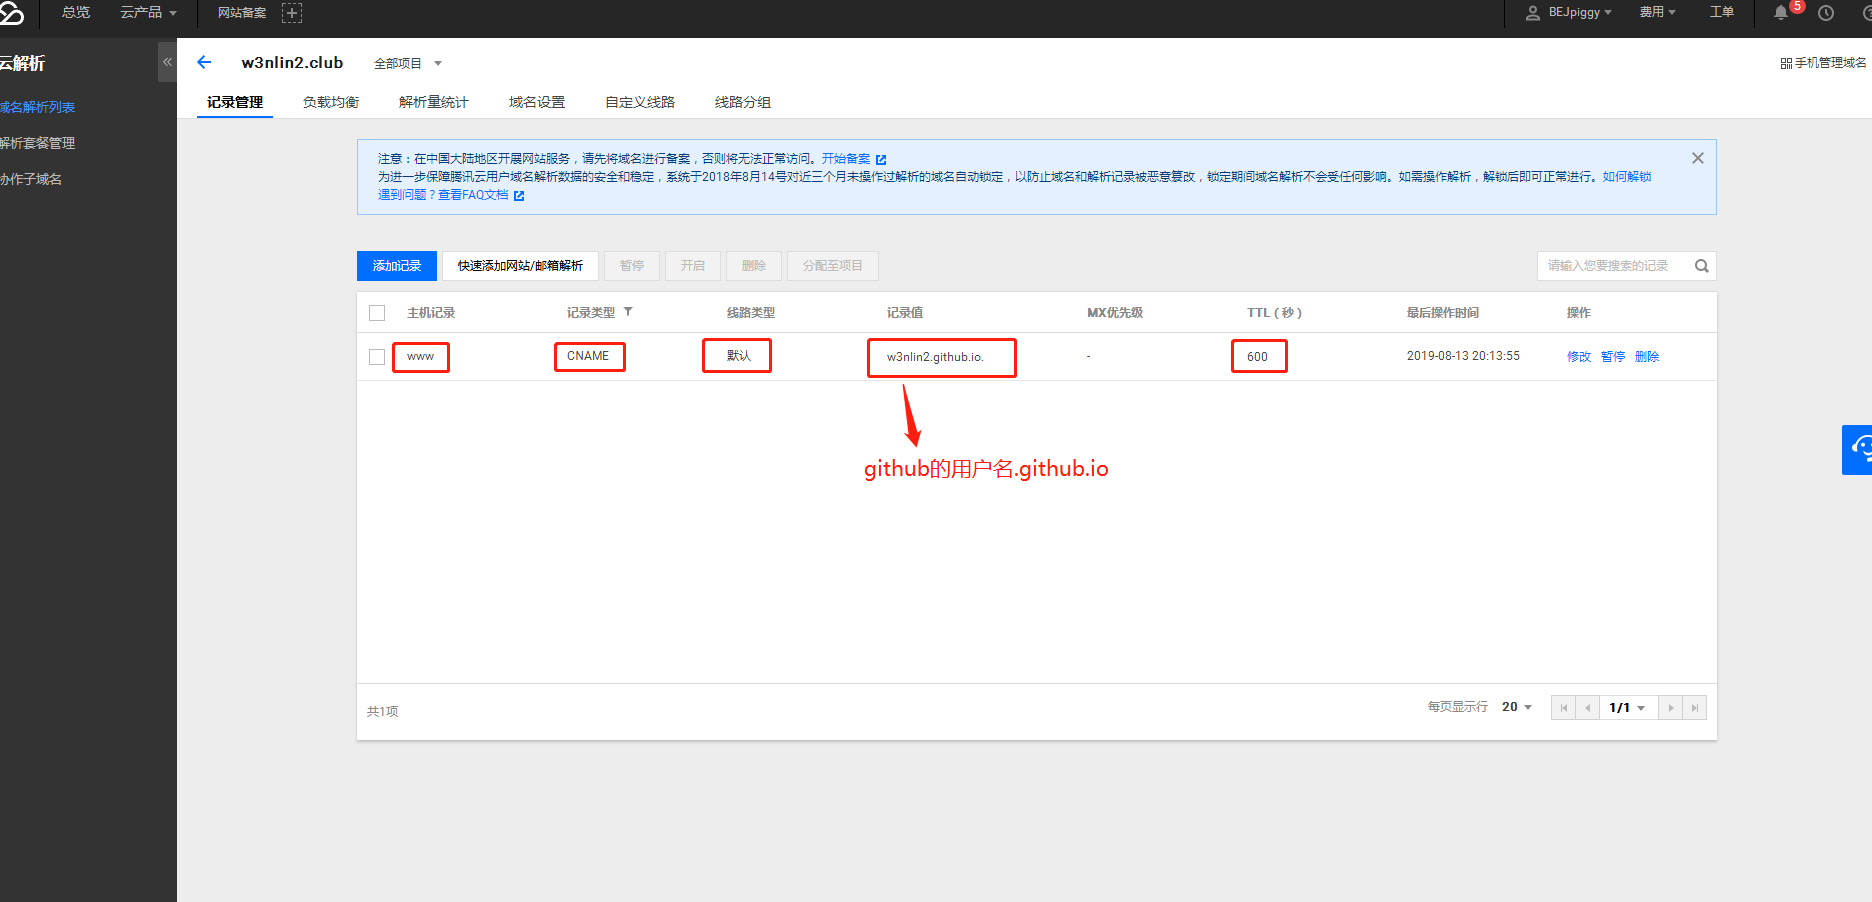 总览 云产品 网站备案 BEJpiggy 费用 工单 5
云解析
域名解析列表
解析套餐管理
协作子域名
w3nlin2.club 全部项目 手机管理域名
记录管理 负载均衡 解析量统计 域名设置 自定义线路 线路分组
注意：在中国大陆地区开展网站服务，请先将域名进行备案，否则将无法正常访问。开始备案
为进一步保障腾讯云用户域名解析数据的安全和稳定，系统于2018年8月14号对近三个月未操作过解析的域名自动锁定，以防止域名和解析记录被恶意篡改，锁定期间域名解析不会受任何影响。如需操作解析，解锁后即可正常进行。如何解锁
遇到问题？查看FAQ文档
添加记录 快速添加网站/邮箱解析 暂停 开启 删除 分配至项目 请输入您要搜索的记录
主机记录 记录类型 线路类型 记录值 MX优先级 TTL（秒） 最后操作时间 操作
www CNAME 默认 w3nlin2.github.io. - 600 2019-08-13 20:13:55 修改 暂停 删除
github的用户名.github.io
共1项 每页显示行 20 1/1